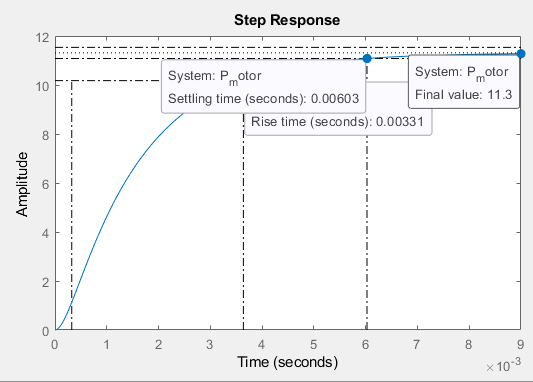 Step Response
12
10
8
6
4
2
0
Amplitude
System: P_motor
Settling time (seconds): 0.00603
Rise time (seconds): 0.00331
System: P_motor
Final value: 11.3
0 1 2 3 4 5 6 7 8 9
Time (seconds)
×10⁻³